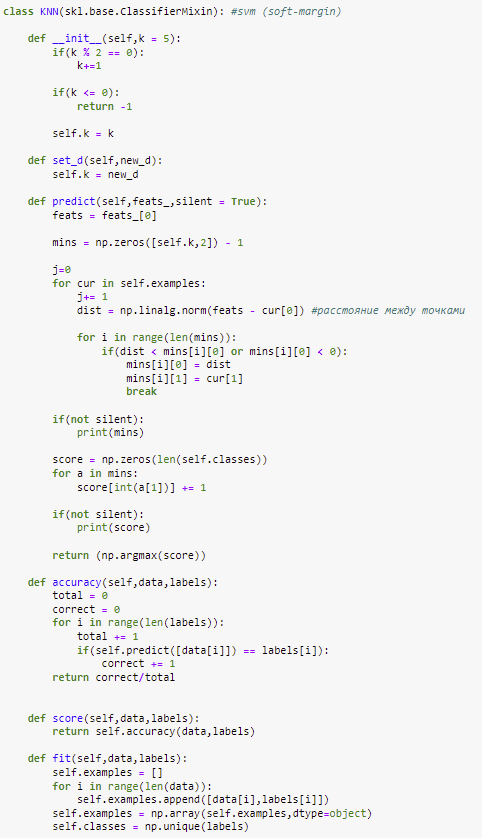 class KNN(skl.base.ClassifierMixin): #svm (soft-margin)
def __init__(self,k = 5):
if(k % 2 == 0):
k+=1
if(k <= 0):
return -1
self.k = k
def set_d(self,new_d):
self.k = new_d
def predict(self,feats_,silent = True):
feats = feats_[0]
mins = np.zeros([self.k,2]) - 1
j=0
for cur in self.examples:
j+= 1
dist = np.linalg.norm(feats - cur[0]) #расстояние между точками
for i in range(len(mins)):
if(dist < mins[i][0] or mins[i][0] < 0):
mins[i][0] = dist
mins[i][1] = cur[1]
break
if(not silent):
print(mins)
score = np.zeros(len(self.classes))
for a in mins:
score[int(a[1])] += 1
if(not silent):
print(score)
return (np.argmax(score))
def accuracy(self,data,labels):
total = 0
correct = 0
for i in range(len(labels)):
total += 1
if(self.predict([data[i]]) == labels[i]):
correct += 1
return correct/total
def score(self,data,labels):
return self.accuracy(data,labels)
def fit(self,data,labels):
self.examples = []
for i in range(len(data)):
self.examples.append([data[i],labels[i]])
self.examples = np.array(self.examples,dtype=object)
self.classes = np.unique(labels)